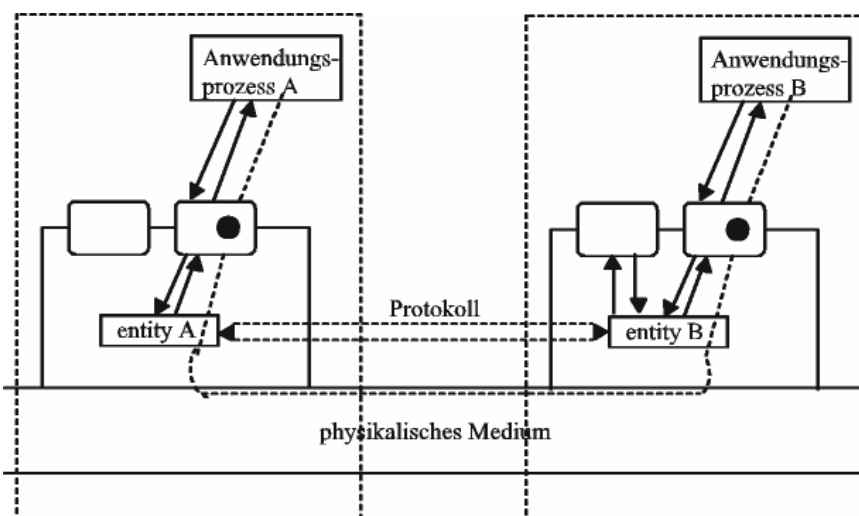 Anwendungs-
prozess A
Anwendungs-
prozess B
Protokoll
entity A
entity B
physikalisches Medium